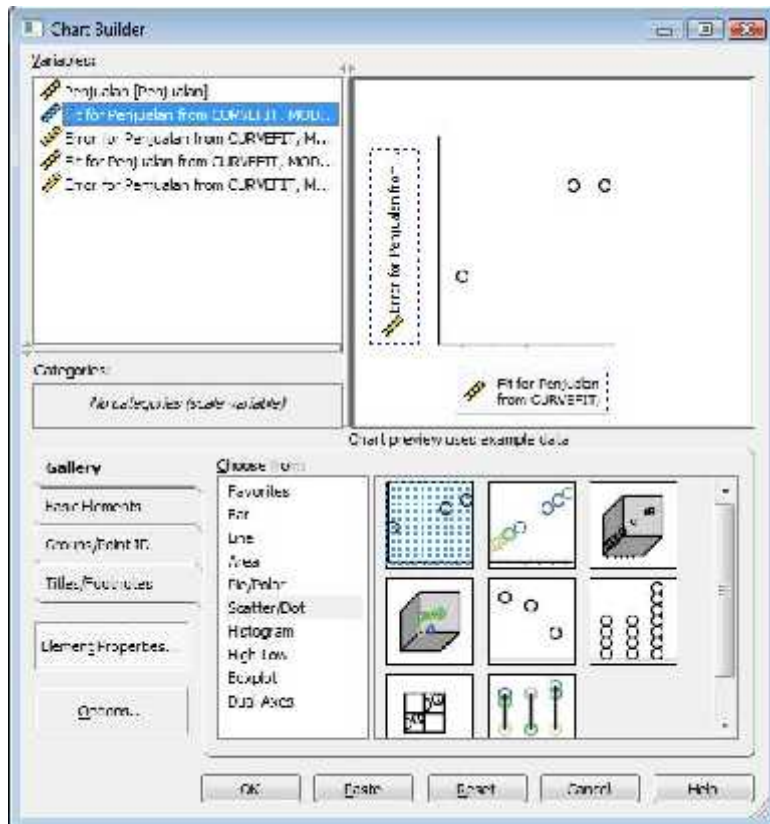 Chart Builder
Variables:
Penjualan [Penjualan]
Fit for Penjualan from CURVEFIT, MOD...
Error for Penjualan from CURVEFIT, M...
Fit for Penjualan from CURVEFIT, MOD...
Error for Penjualan from CURVEFIT, M...
Error for Penjualan from
Fit for Penjualan
from CURVEFIT,
Categories:
No categories (scale variable)
Chart preview uses example data
Gallery
Basic Elements
Groups/Point ID
Titles/Footnotes
Element Properties...
Options...
Choose from:
Favorites
Bar
Line
Area
Pie/Polar
Scatter/Dot
Histogram
High-Low
Boxplot
Dual Axes
OK
Paste
Reset
Cancel
Help